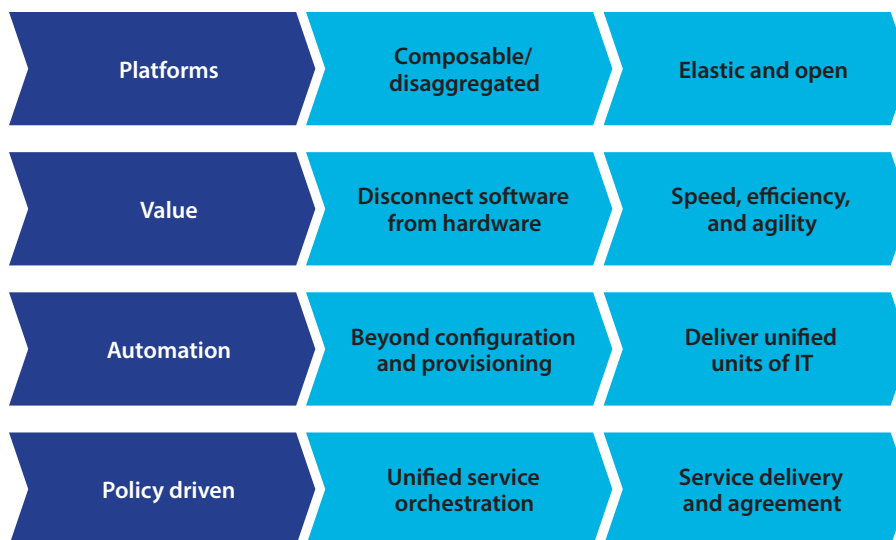 Platforms
Composable/
disaggregated
Elastic and open
Value
Disconnect software
from hardware
Speed, efficiency,
and agility
Automation
Beyond configuration
and provisioning
Deliver unified
units of IT
Policy driven
Unified service
orchestration
Service delivery
and agreement